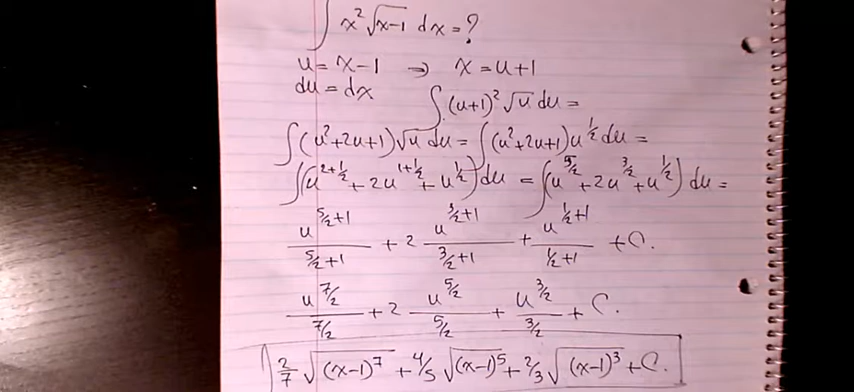 ∫ x² √(x-1) dx = ?
u = x-1 → x = u+1
du = dx
∫ (u+1)² √u du =
∫ (u²+2u+1) √u du = ∫ (u²+2u+1) u^(1/2) du =
∫ (u^(2+1/2) + 2u^(1+1/2) + u^(1/2)) du = ∫ (u^(5/2) + 2u^(3/2) + u^(1/2)) du =
u^(5/2+1)/(5/2+1) + 2 u^(3/2+1)/(3/2+1) + u^(1/2+1)/(1/2+1) + C.
u^(7/2)/(7/2) + 2 u^(5/2)/(5/2) + u^(3/2)/(3/2) + C.
2/7 √((x-1)^7) + 4/5 √((x-1)^5) + 2/3 √((x-1)^3) + C.